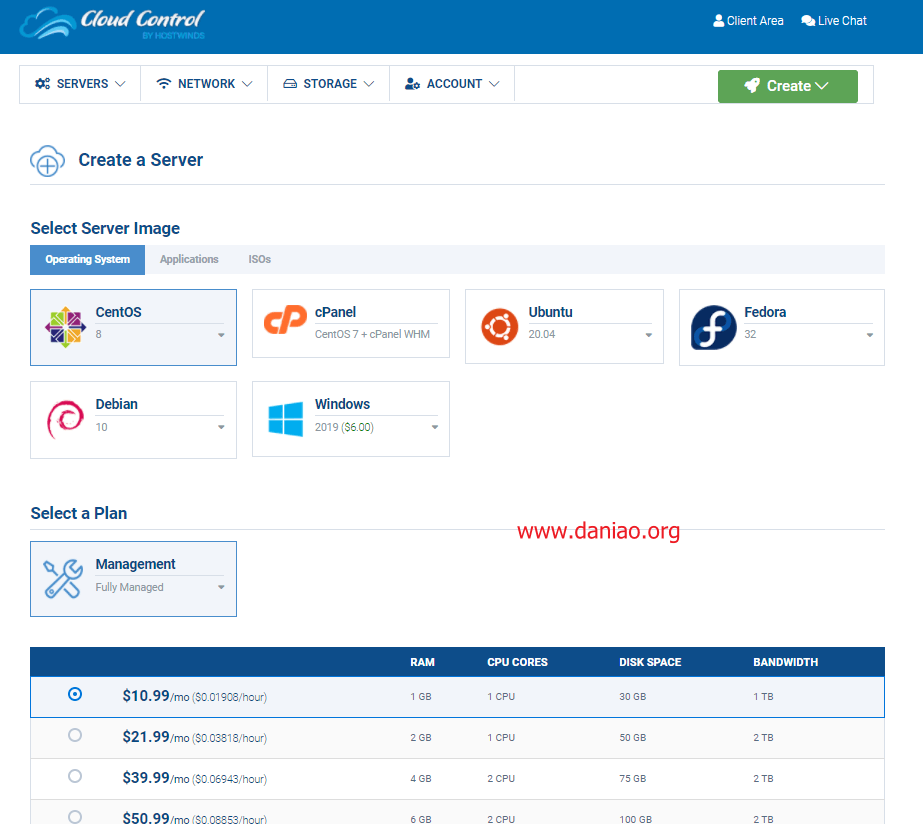 Cloud Control
BY HOSTWINDS
Client Area Live Chat
SERVERS NETWORK STORAGE ACCOUNT Create
Create a Server
Select Server Image
Operating System Applications ISOs
CentOS cPanel Ubuntu Fedora
8 CentOS 7 + cPanel WHM 20.04 32
Debian Windows
10 2019 ($6.00)
Select a Plan
www.daniao.org
Management
Fully Managed
RAM CPU CORES DISK SPACE BANDWIDTH
$10.99/mo ($0.01908/hour) 1 GB 1 CPU 30 GB 1 TB
$21.99/mo ($0.03818/hour) 2 GB 1 CPU 50 GB 2 TB
$39.99/mo ($0.06943/hour) 4 GB 2 CPU 75 GB 2 TB
$50.99/mo ($0.08853/hour) 6 GB 2 CPU 100 GB 2 TB